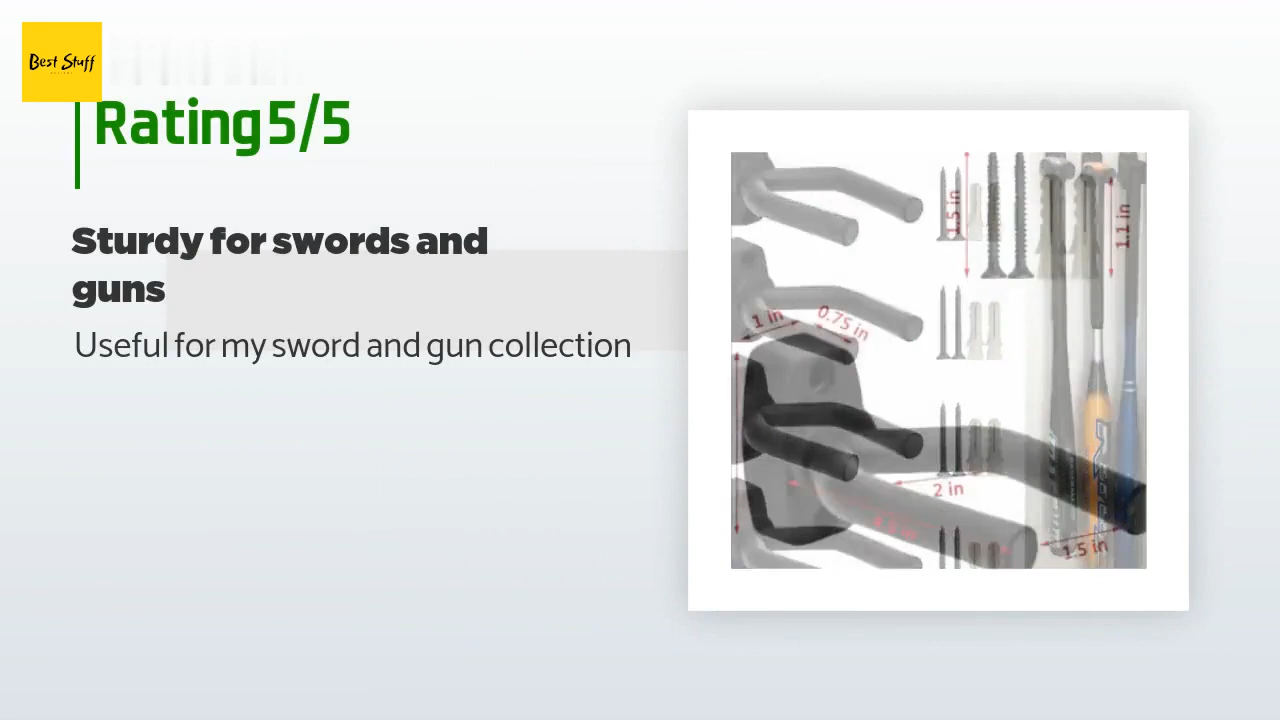 Best Stuff
Rating 5/5
Sturdy for swords and
guns
Useful for my sword and gun collection
1.5 in
1.1 in
1 in
0.75 in
2 in
1.5 in